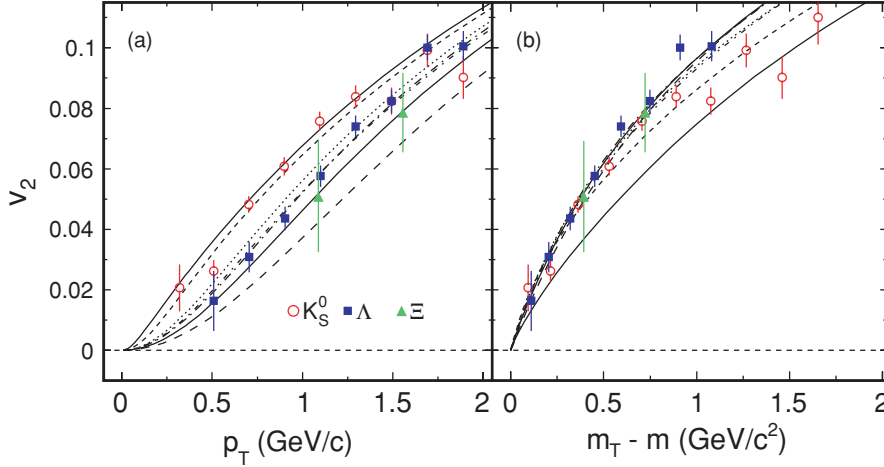 (a)
(b)
v₂
0.1
0.08
0.06
0.04
0.02
0
K⁰S Λ Ξ
0 0.5 1 1.5 2
0 0.5 1 1.5 2
pT (GeV/c)
mT - m (GeV/c²)